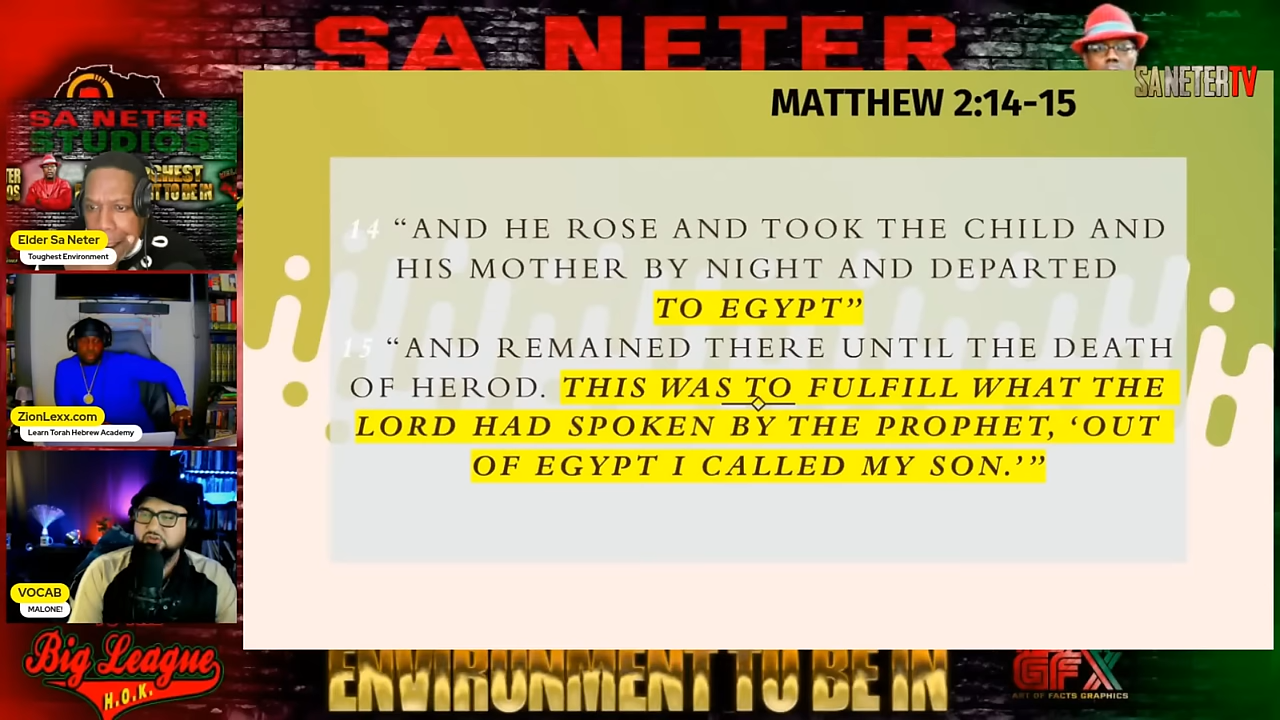 SA NETER
SANETERTV
SA NETER
STUDIOS
Elder Sa Neter
Toughest Environment
ZionLexx.com
Learn Torah Hebrew Academy
VOCAB
MALONE!
Big League
H.O.K.
MATTHEW 2:14-15
14 “AND HE ROSE AND TOOK THE CHILD AND
HIS MOTHER BY NIGHT AND DEPARTED
TO EGYPT”
15 “AND REMAINED THERE UNTIL THE DEATH
OF HEROD. THIS WAS TO FULFILL WHAT THE
LORD HAD SPOKEN BY THE PROPHET, ‘OUT
OF EGYPT I CALLED MY SON.’”
ENVIRONMENT TO BE IN
GFX
ART OF FACTS GRAPHICS